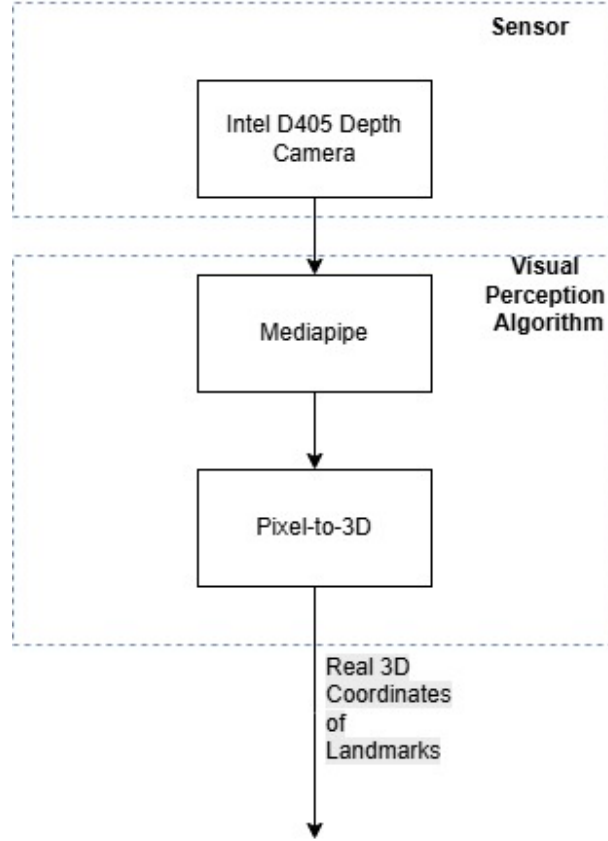 Sensor
Intel D405 Depth
Camera
Visual
Perception
Algorithm
Mediapipe
Pixel-to-3D
Real 3D
Coordinates
of
Landmarks